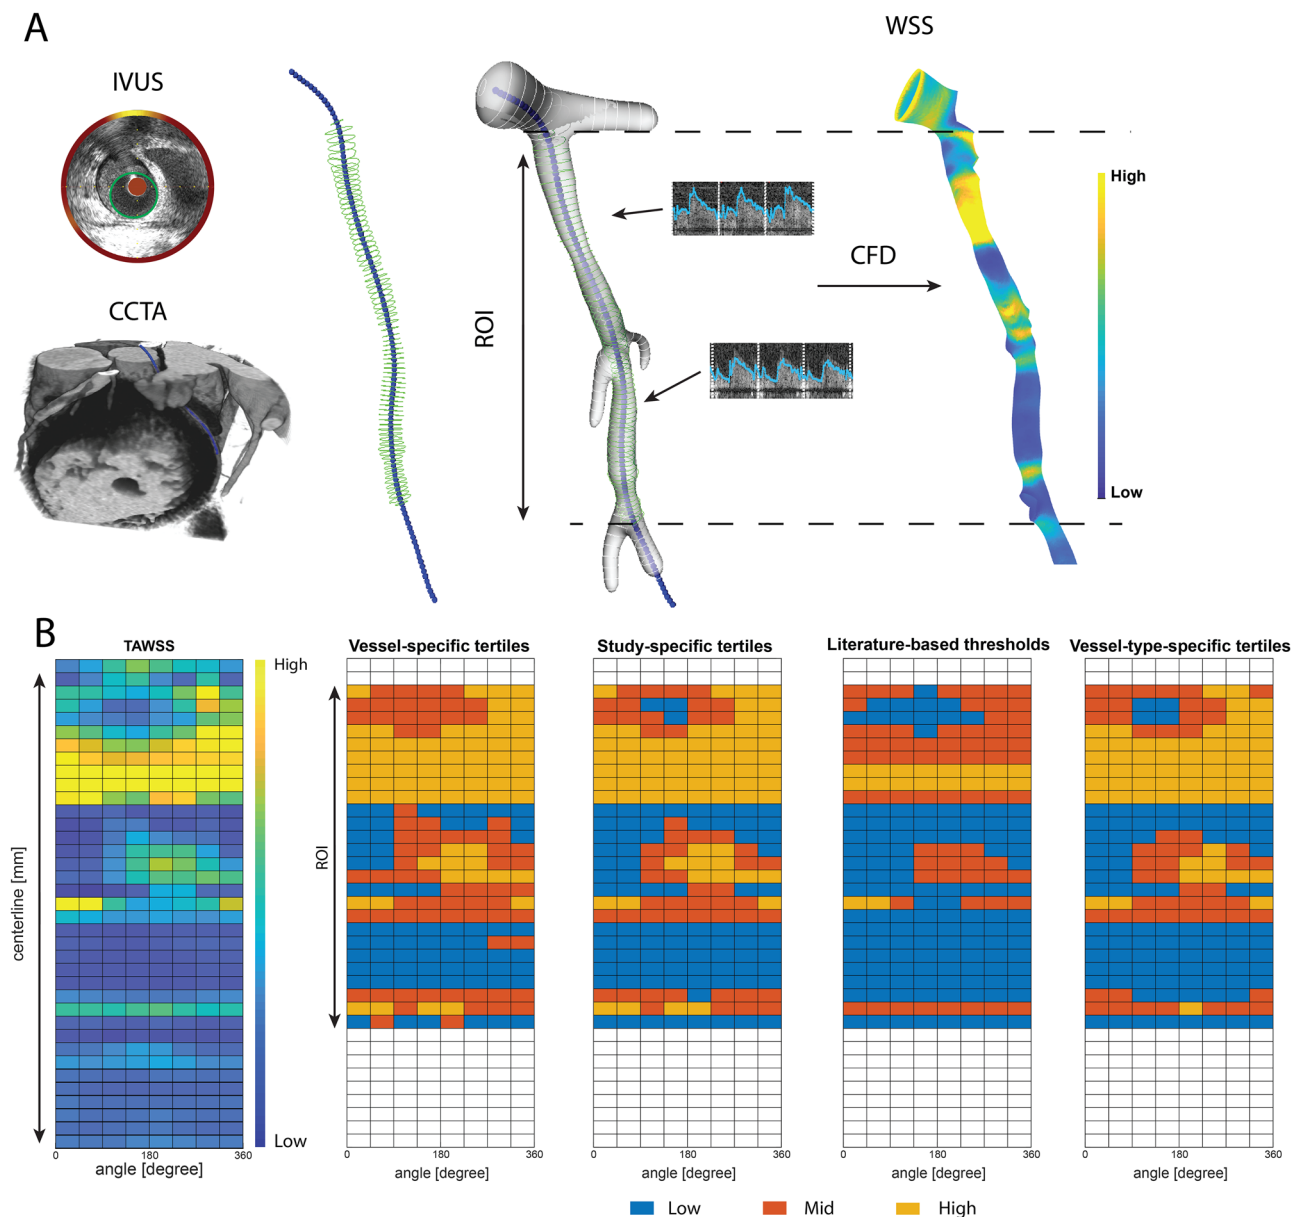 A
WSS
IVUS
CCTA
ROI
CFD
High
Low
B
TAWSS
Vessel-specific tertiles
Study-specific tertiles
Literature-based thresholds
Vessel-type-specific tertiles
High
centerline [mm]
ROI
Low
0
180
360
angle [degree]
0
180
360
angle [degree]
0
180
360
angle [degree]
0
180
360
angle [degree]
0
180
360
angle [degree]
Low
Mid
High